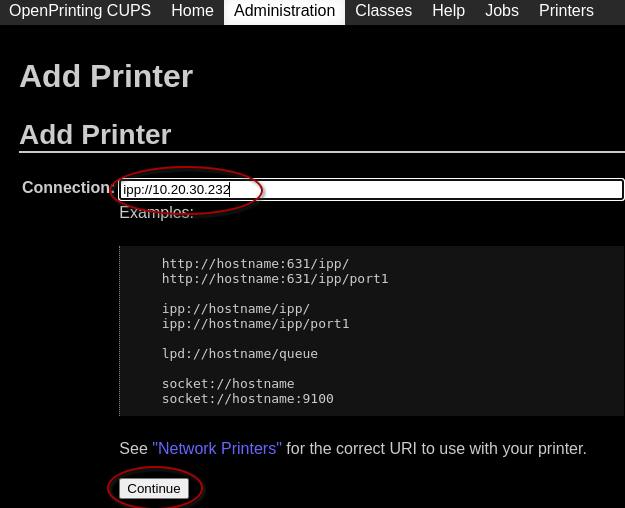 OpenPrinting CUPS Home Administration Classes Help Jobs Printers
Add Printer
Add Printer
Connection: ipp://10.20.30.232
Examples:
http://hostname:631/ipp/
http://hostname:631/ipp/port1
ipp://hostname/ipp/
ipp://hostname/ipp/port1
lpd://hostname/queue
socket://hostname
socket://hostname:9100
See "Network Printers" for the correct URI to use with your printer.
Continue